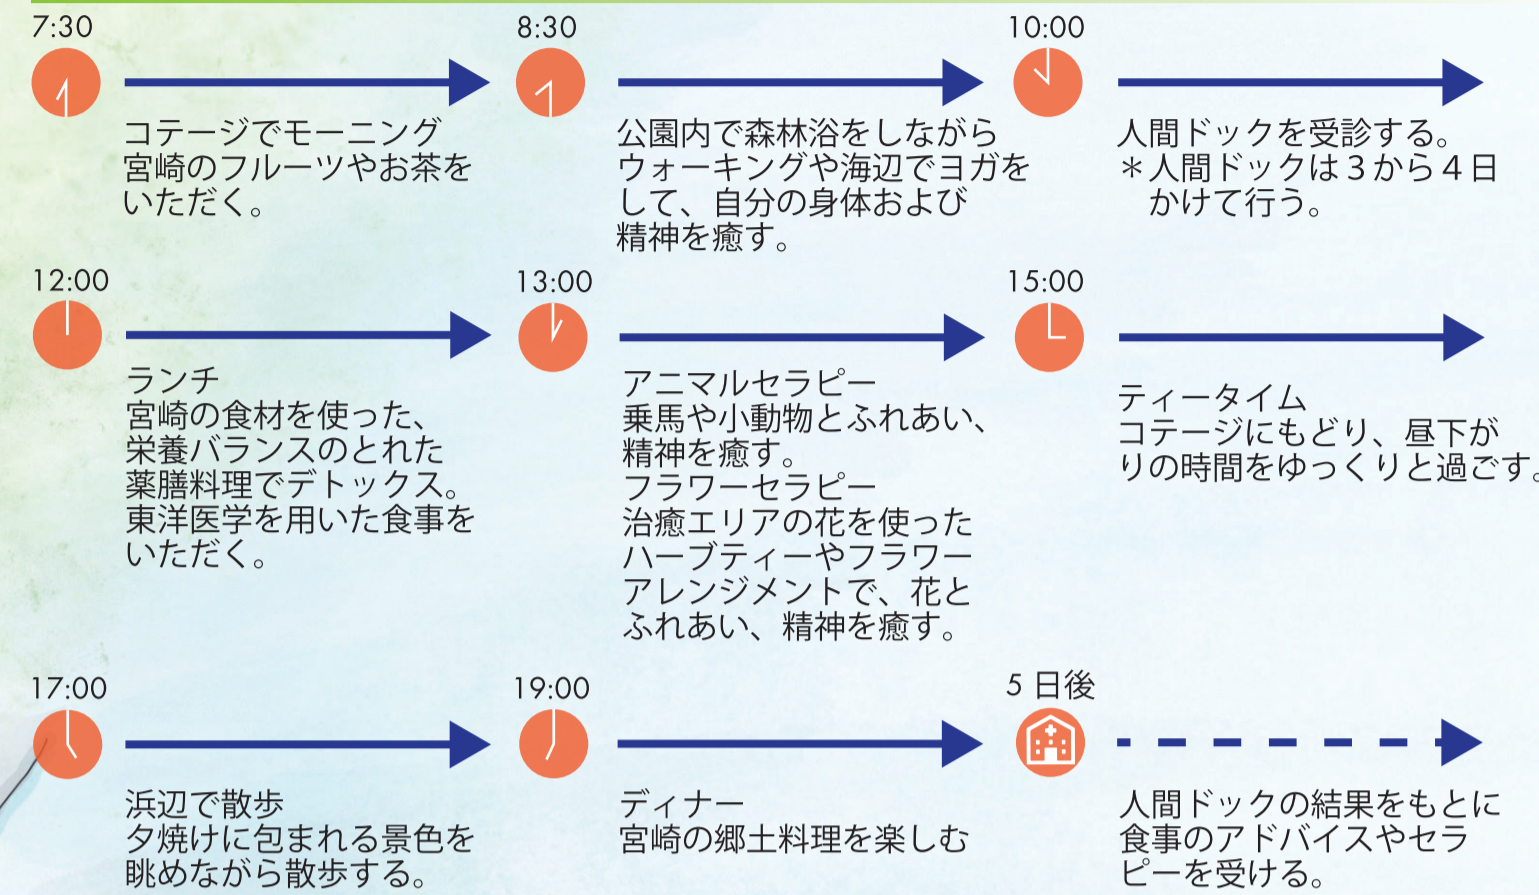 7:30
コテージでモーニング
宮崎のフルーツやお茶を
いただく。
8:30
公園内で森林浴をしながら
ウォーキングや海辺でヨガを
して、自分の身体および
精神を癒す。
10:00
人間ドックを受診する。
＊人間ドックは３から４日
かけて行う。
12:00
ランチ
宮崎の食材を使った、
栄養バランスのとれた
薬膳料理でデトックス。
東洋医学を用いた食事を
いただく。
13:00
アニマルセラピー
乗馬や小動物とふれあい、
精神を癒す。
フラワーセラピー
治癒エリアの花を使った
ハーブティーやフラワー
アレンジメントで、花と
ふれあい、精神を癒す。
15:00
ティータイム
コテージにもどり、昼下が
りの時間をゆっくりと過ごす。
17:00
浜辺で散歩
夕焼けに包まれる景色を
眺めながら散歩する。
19:00
ディナー
宮崎の郷土料理を楽しむ
5 日後
人間ドックの結果をもとに
食事のアドバイスやセラ
ピーを受ける。